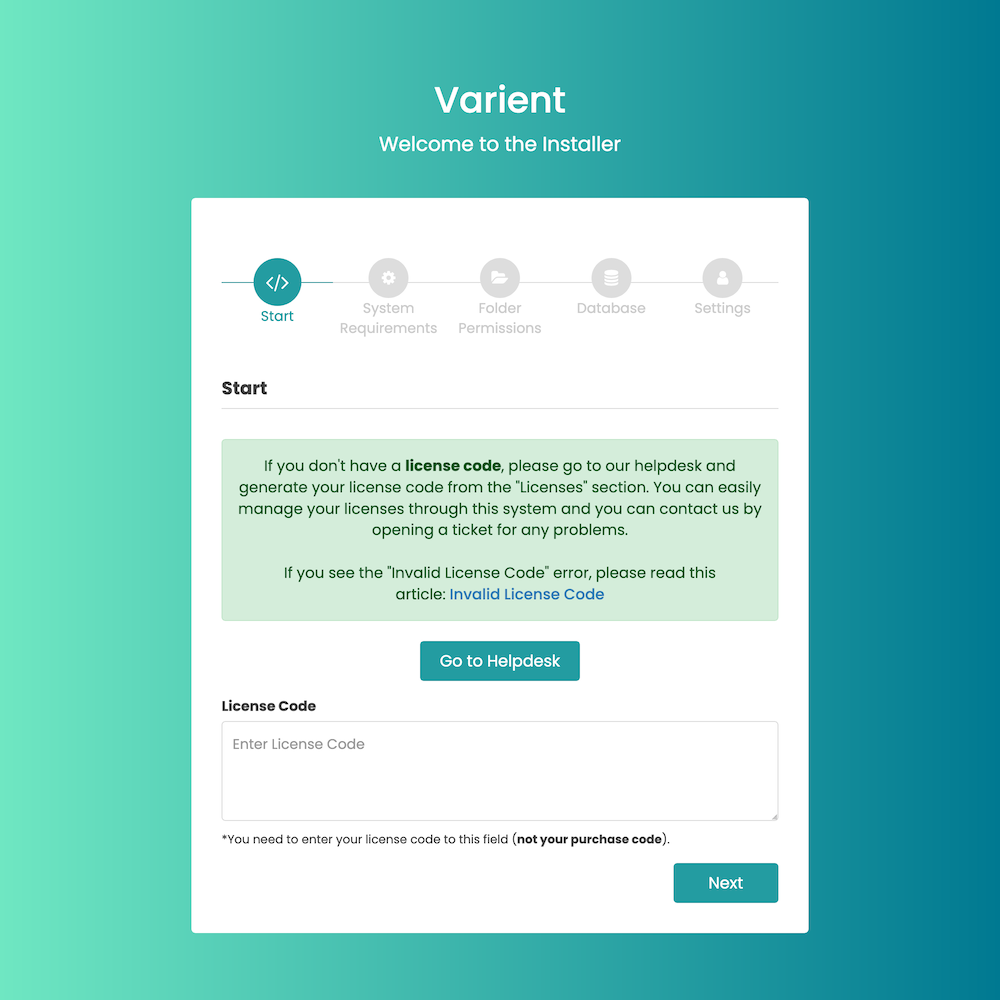 Varient
Welcome to the Installer
</>
Start
System
Requirements
Folder
Permissions
Database
Settings
Start
If you don't have a license code, please go to our helpdesk and
generate your license code from the "Licenses" section. You can easily
manage your licenses through this system and you can contact us by
opening a ticket for any problems.
If you see the "Invalid License Code" error, please read this
article: Invalid License Code
Go to Helpdesk
License Code
Enter License Code
*You need to enter your license code to this field (not your purchase code).
Next